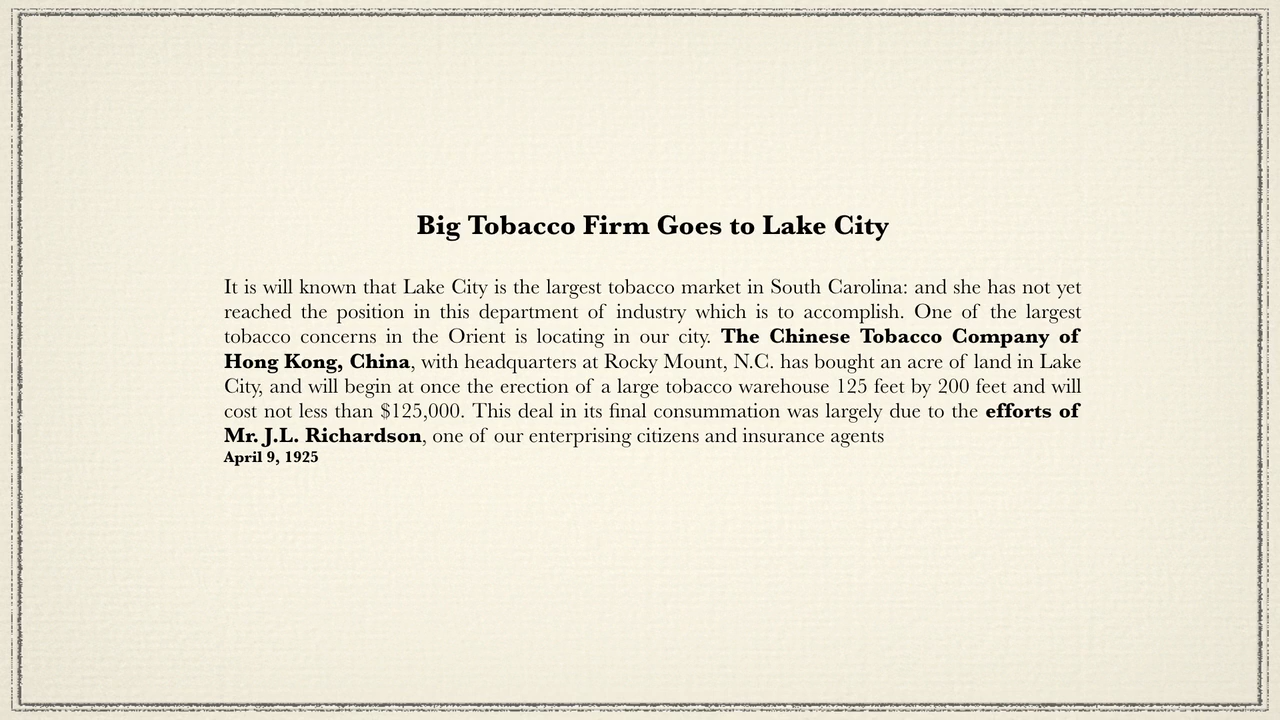 Big Tobacco Firm Goes to Lake City
It is will known that Lake City is the largest tobacco market in South Carolina: and she has not yet
reached the position in this department of industry which is to accomplish. One of the largest
tobacco concerns in the Orient is locating in our city. The Chinese Tobacco Company of
Hong Kong, China, with headquarters at Rocky Mount, N.C. has bought an acre of land in Lake
City, and will begin at once the erection of a large tobacco warehouse 125 feet by 200 feet and will
cost not less than $125,000. This deal in its final consummation was largely due to the efforts of
Mr. J.L. Richardson, one of our enterprising citizens and insurance agents
April 9, 1925